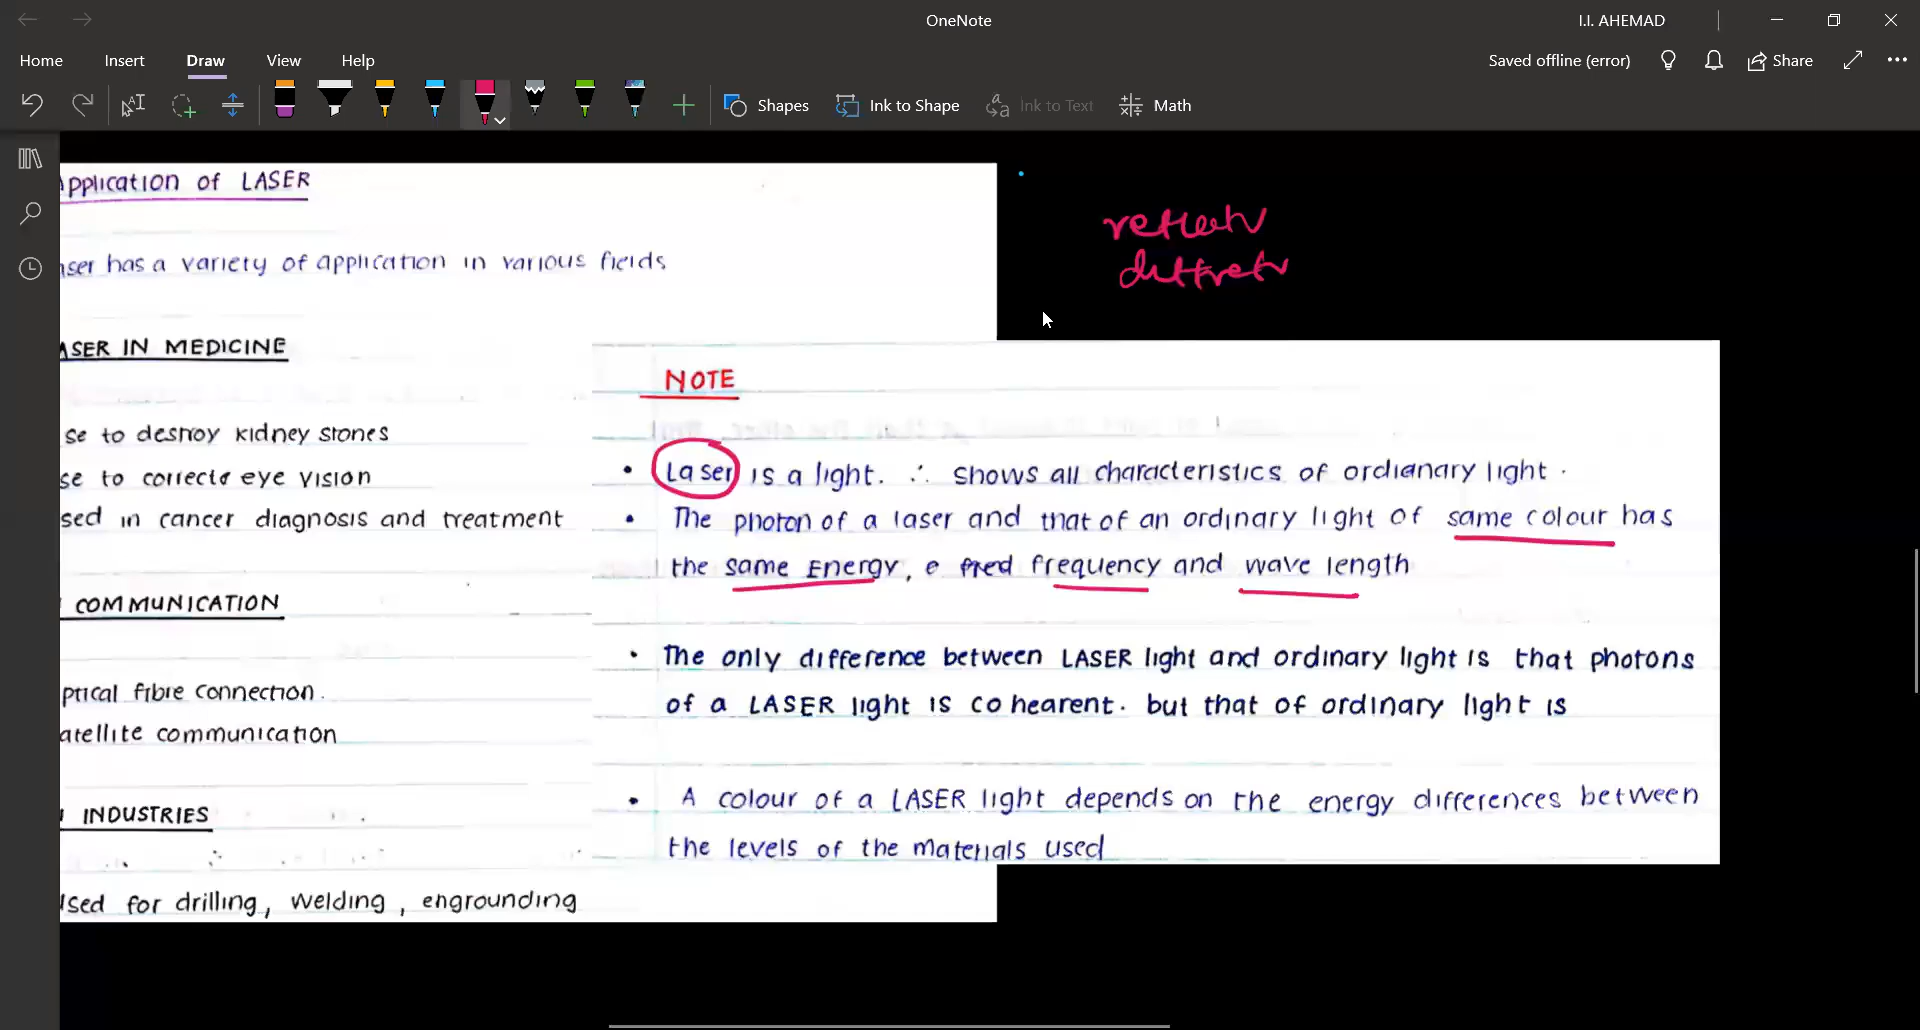 OneNote
I.I. AHEMAD
Home Insert Draw View Help
Saved offline (error) Share
Shapes Ink to Shape Ink to Text Math
pplication of LASER
aser has a variety of application in various fields
ASER IN MEDICINE
se to destroy kidney stones
se to correcte eye vision
sed in cancer diagnosis and treatment
COMMUNICATION
ptical fibre connection.
atellite communication
INDUSTRIES
Used for drilling, welding, engrounding
NOTE
• Laser is a light. ∴ shows all characteristics of ordianary light.
• The photon of a laser and that of an ordinary light of same colour has
the same Energy, frequency and wave length
• The only difference between LASER light and ordinary light is that photons
of a LASER light is cohearent. but that of ordinary light is
• A colour of a LASER light depends on the energy differences between
the levels of the materials used